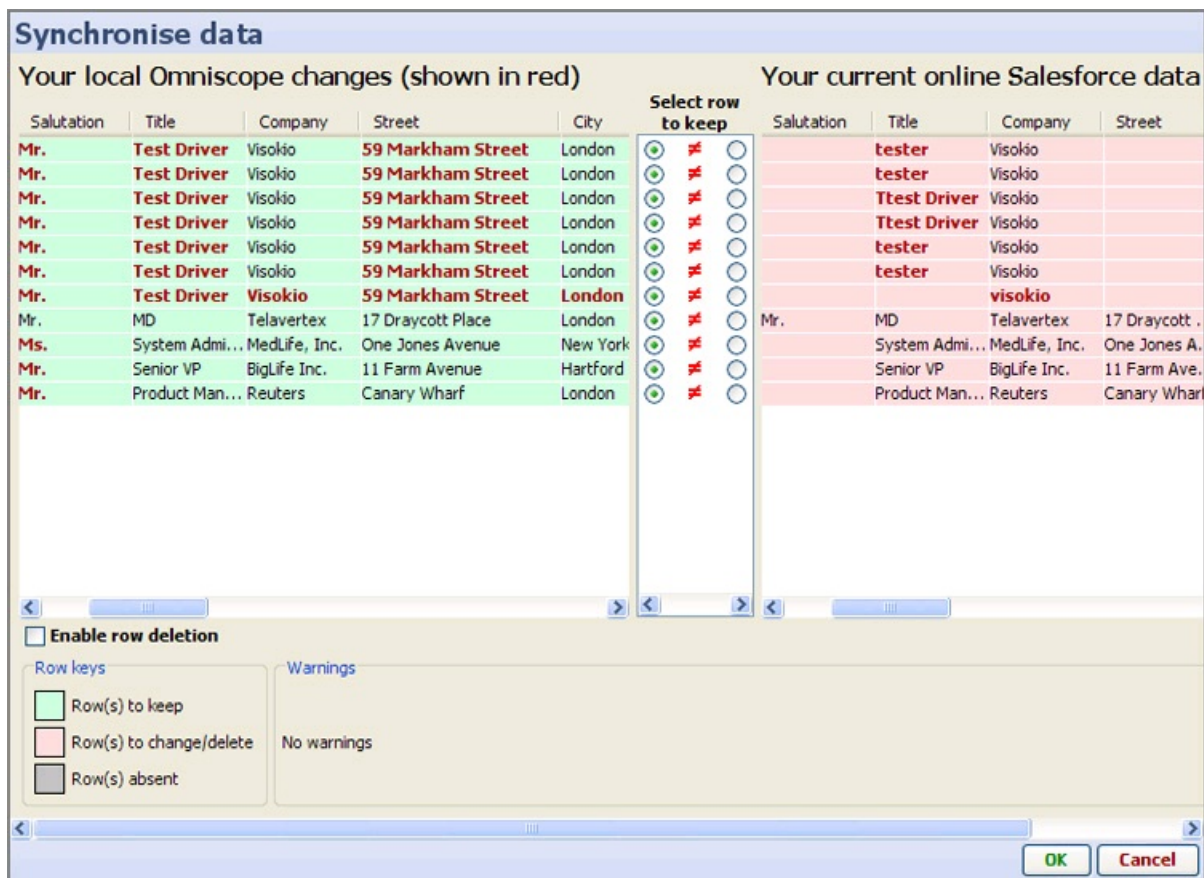 Synchronise data
Your local Omniscope changes (shown in red) Your current online Salesforce data
Select row to keep
Salutation Title Company Street City Salutation Title Company Street
Mr. Test Driver Visokio 59 Markham Street London ≠ tester Visokio
Mr. Test Driver Visokio 59 Markham Street London ≠ tester Visokio
Mr. Test Driver Visokio 59 Markham Street London ≠ Ttest Driver Visokio
Mr. Test Driver Visokio 59 Markham Street London ≠ Ttest Driver Visokio
Mr. Test Driver Visokio 59 Markham Street London ≠ tester Visokio
Mr. Test Driver Visokio 59 Markham Street London ≠ tester Visokio
Mr. Test Driver Visokio 59 Markham Street London ≠ visokio
Mr. MD Telavertex 17 Draycott Place London ≠ Mr. MD Telavertex 17 Draycott .
Ms. System Admi... MedLife, Inc. One Jones Avenue New York ≠ System Admi... MedLife, Inc. One Jones A.
Mr. Senior VP BigLife Inc. 11 Farm Avenue Hartford ≠ Senior VP BigLife Inc. 11 Farm Ave.
Mr. Product Man... Reuters Canary Wharf London ≠ Product Man... Reuters Canary Wharf
Enable row deletion
Row keys Warnings
Row(s) to keep
Row(s) to change/delete No warnings
Row(s) absent
OK Cancel